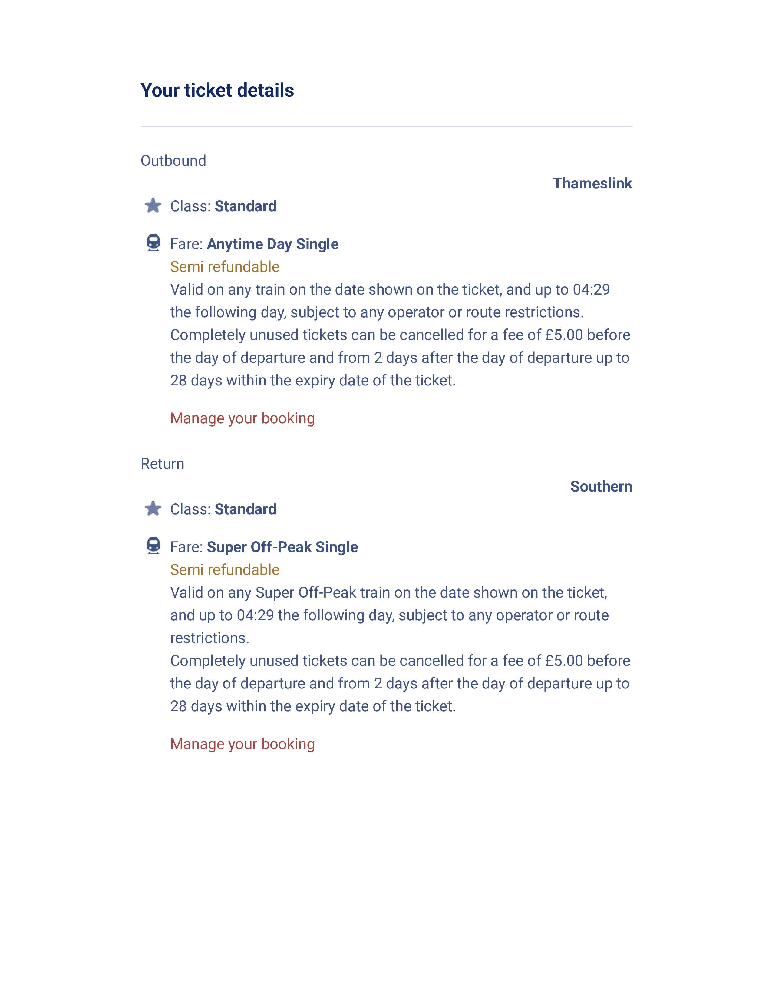 Your ticket details
Outbound
Thameslink
Class: Standard
Fare: Anytime Day Single
Semi refundable
Valid on any train on the date shown on the ticket, and up to 04:29
the following day, subject to any operator or route restrictions.
Completely unused tickets can be cancelled for a fee of £5.00 before
the day of departure and from 2 days after the day of departure up to
28 days within the expiry date of the ticket.
Manage your booking
Return
Southern
Class: Standard
Fare: Super Off-Peak Single
Semi refundable
Valid on any Super Off-Peak train on the date shown on the ticket,
and up to 04:29 the following day, subject to any operator or route
restrictions.
Completely unused tickets can be cancelled for a fee of £5.00 before
the day of departure and from 2 days after the day of departure up to
28 days within the expiry date of the ticket.
Manage your booking